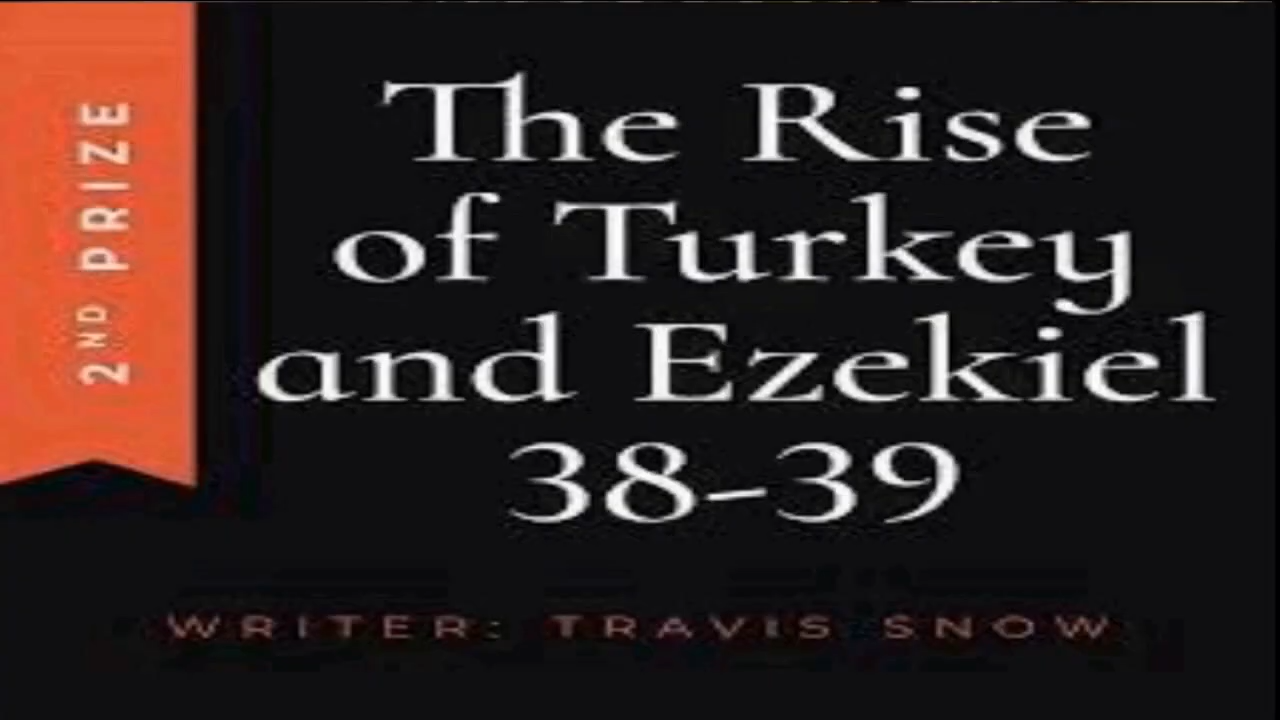 2ND PRIZE
The Rise
of Turkey
and Ezekiel
38-39
WRITER: TRAVIS SNOW